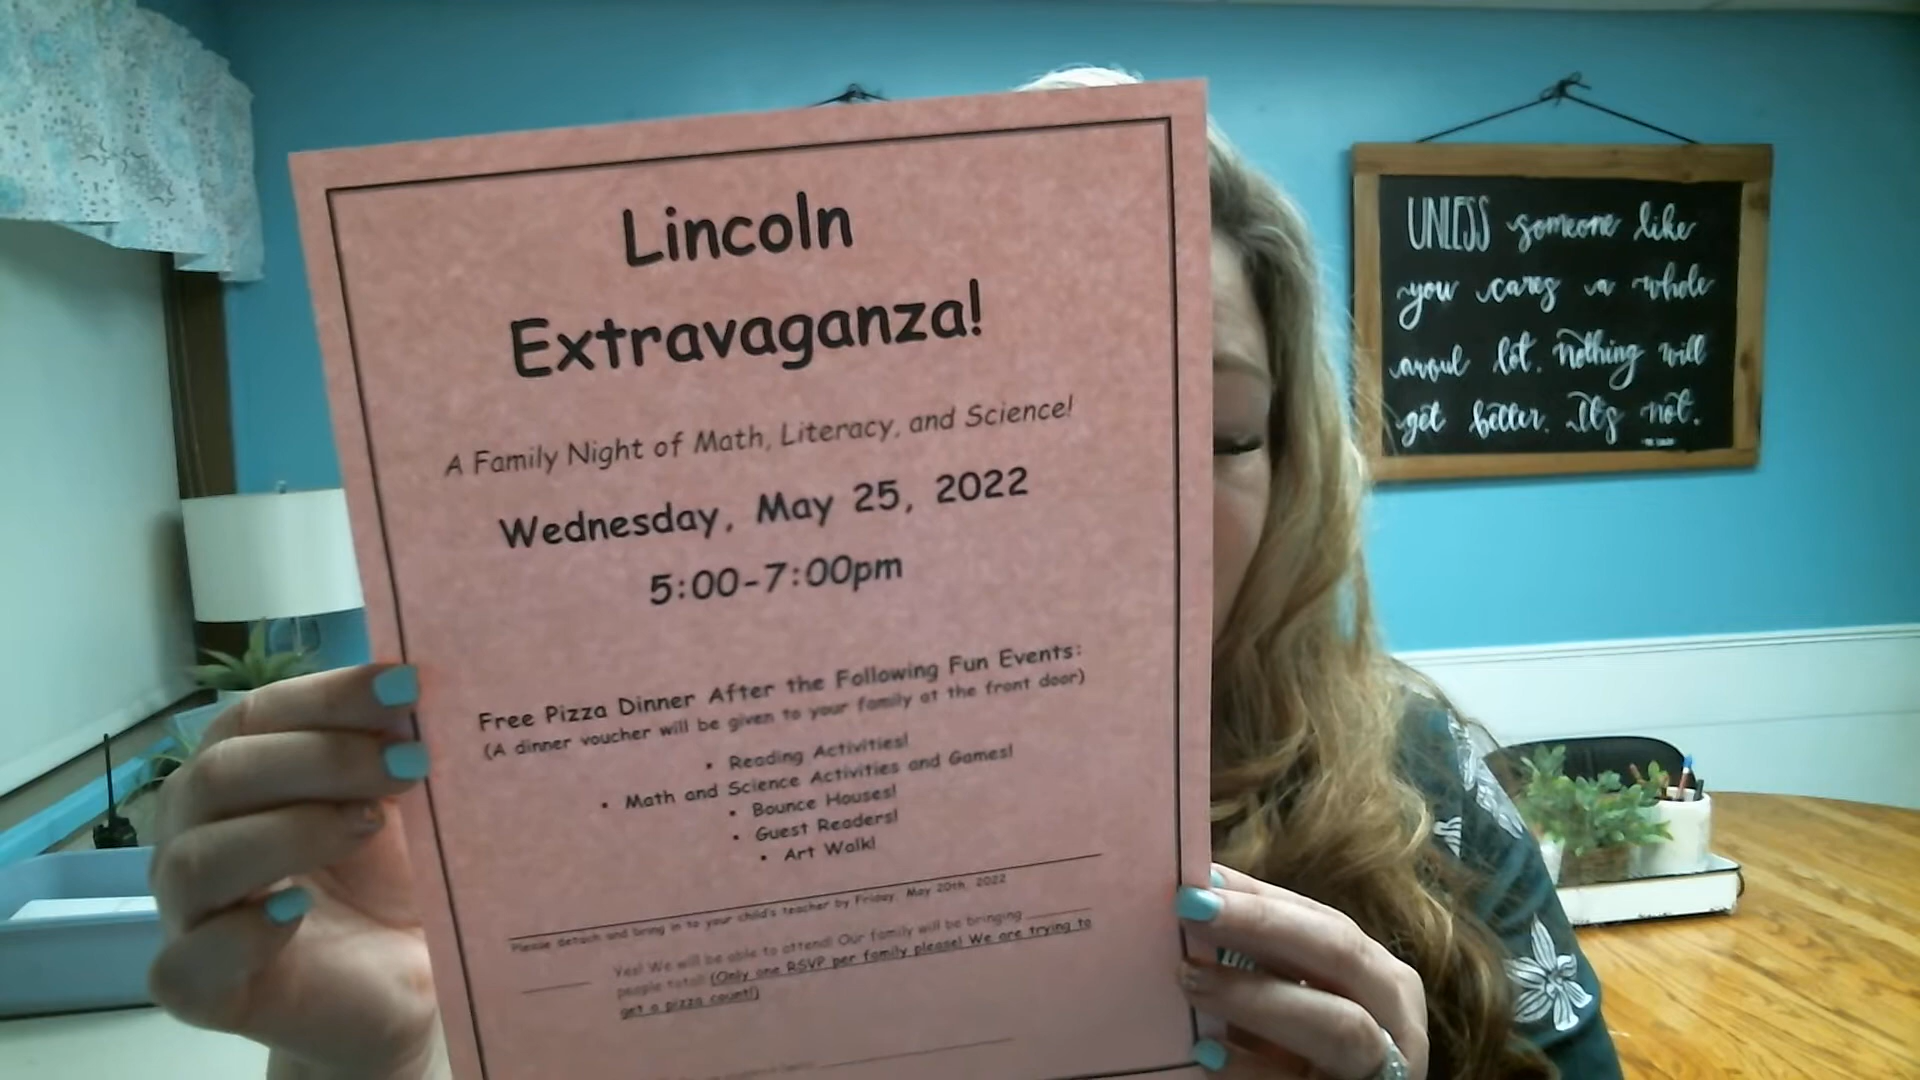 Lincoln
Extravaganza!
A Family Night of Math, Literacy, and Science!
Wednesday, May 25, 2022
5:00-7:00pm
Free Pizza Dinner After the Following Fun Events:
(A dinner voucher will be given to your family at the front door)
• Reading Activities!
• Math and Science Activities and Games!
• Bounce Houses!
• Guest Readers!
• Art Walk!
Please detach and bring in to your child's teacher by Friday, May 20th, 2022
Yes! We will be able to attend! Our family will be bringing
people total! (Only one RSVP per family please! We are trying to
get a pizza count!)
UNLESS someone like
you cares a whole
awful lot. Nothing will
get better. It's not.